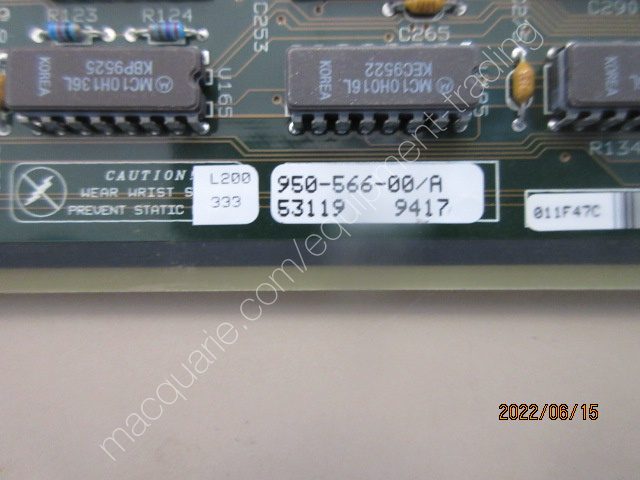 R123
R124
C253
C265
C290
MC10H136L
KBP9525
KOREA
U165
MC10H016L
KEC9522
KOREA
R134
CAUTION!
WEAR WRIST S
PREVENT STATIC
L200
333
950-566-00/A
53119 9417
011F47C
macquarie.com/equipment-trading
2022/06/15